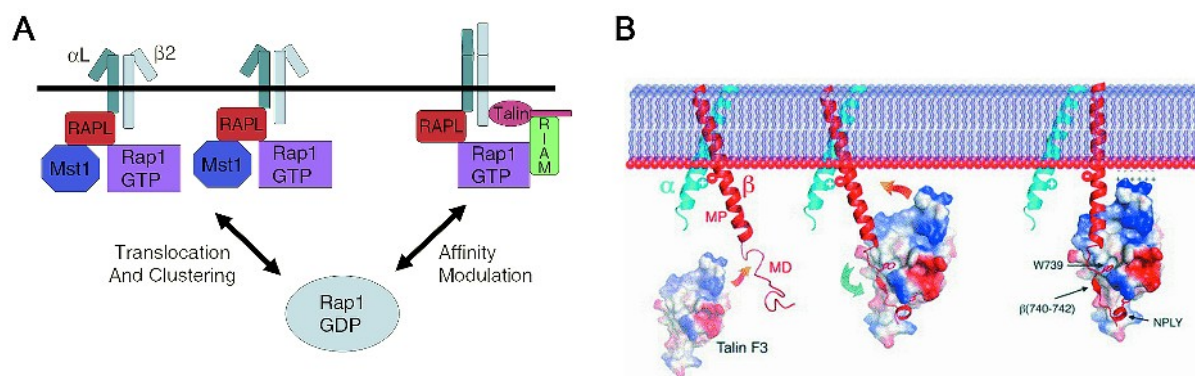 A
αL
β2
RAPL
Mst1
Rap1
GTP
RAPL
Mst1
Rap1
GTP
RAPL
Talin
RIAM
Rap1
GTP
Translocation
And Clustering
Affinity
Modulation
Rap1
GDP
B
α
β
MP
MD
Talin F3
W739
β(740-742)
NPLY